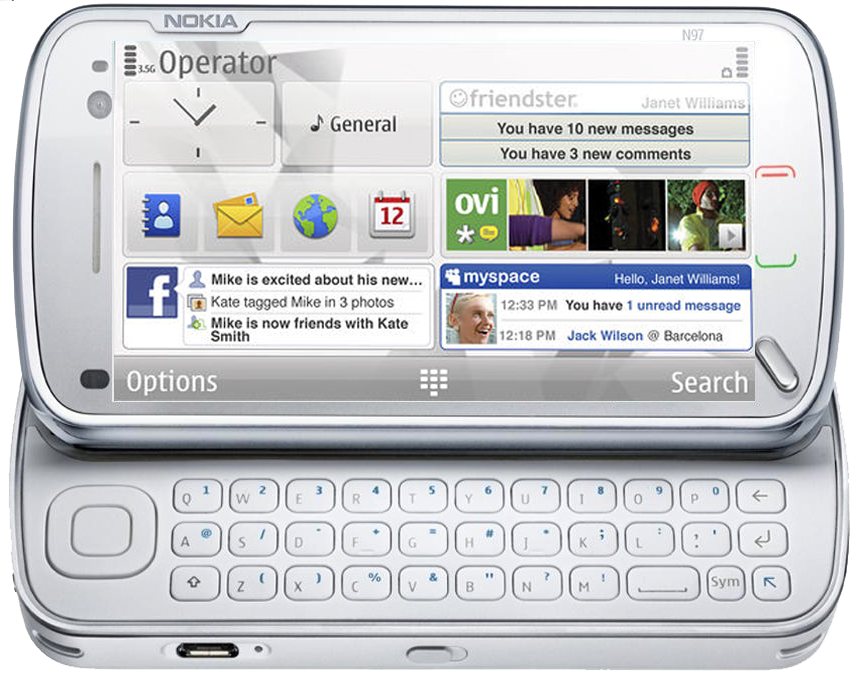 NOKIA
N97
3.5G Operator
General
friendster. Janet Williams
You have 10 new messages
You have 3 new comments
12
ovi
f
Mike is excited about his new...
Kate tagged Mike in 3 photos
Mike is now friends with Kate
Smith
myspace Hello, Janet Williams!
12:33 PM You have 1 unread message
12:18 PM Jack Wilson @ Barcelona
Options Search
Q 1 W 2 E 3 R 4 T 5 Y 6 U 7 I 8 O 9 P 0 ←
A @ S / D - F + G = H # J * K ; L : . , '
Z ( X ) C % V & B " N ? M ! Sym